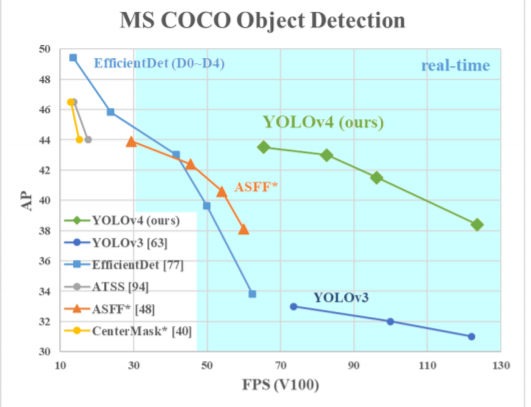 MS COCO Object Detection
50
EfficientDet (D0~D4)
real-time
48
46
YOLOv4 (ours)
44
42
ASFF*
AP
40
YOLOv4 (ours)
38
YOLOv3 [63]
36
EfficientDet [77]
ATSS [94]
34
YOLOv3
ASFF* [48]
32
CenterMask* [40]
30
10 30 50 70 90 110 130
FPS (V100)